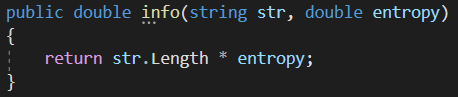 public double info(string str, double entropy)
{
return str.Length * entropy;
}